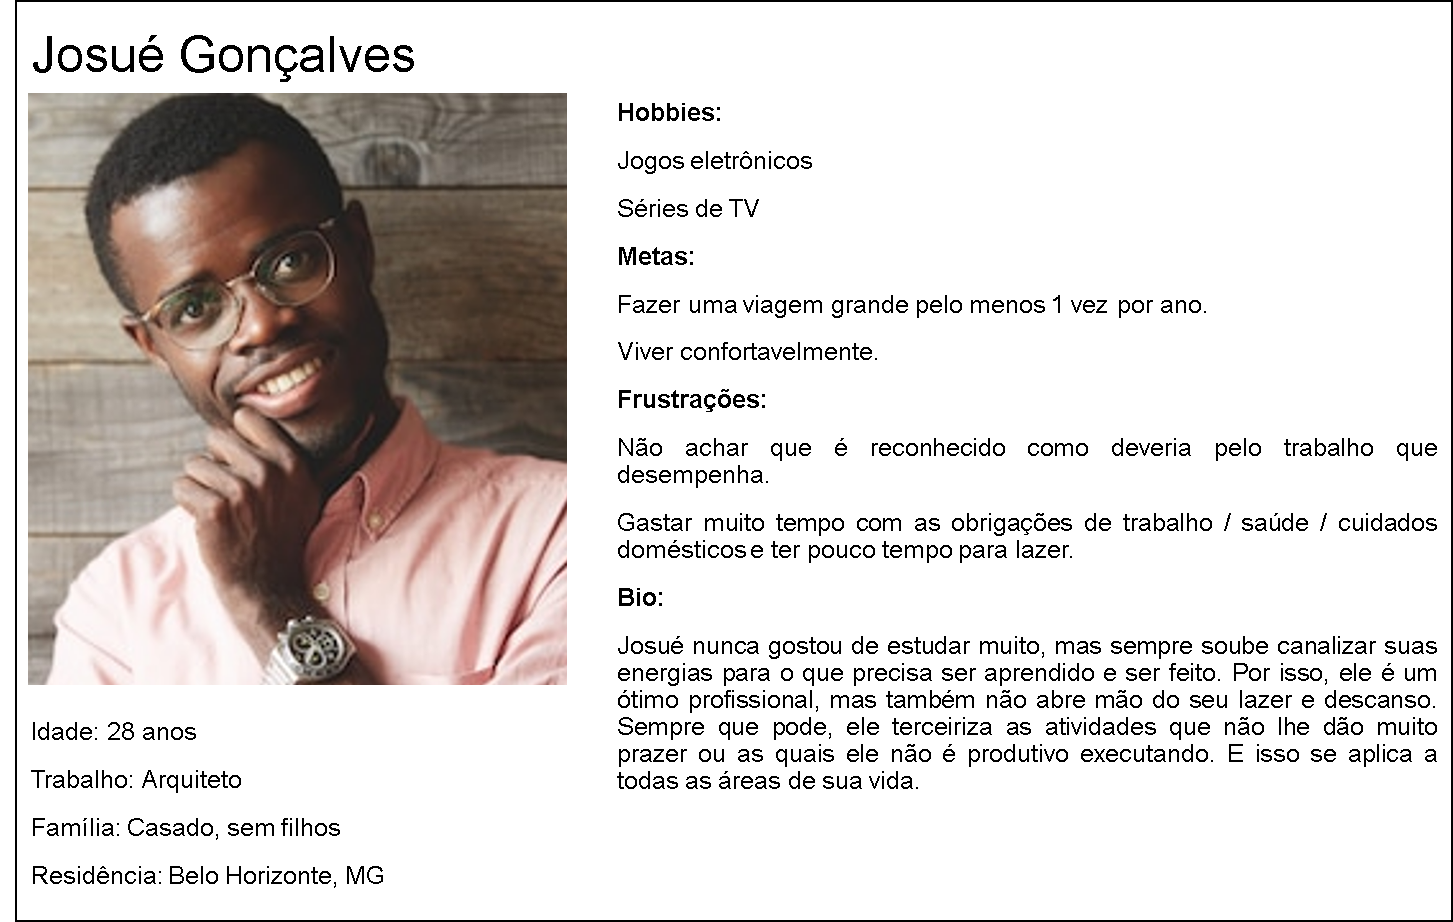 Josué Gonçalves
Idade: 28 anos
Trabalho: Arquiteto
Família: Casado, sem filhos
Residência: Belo Horizonte, MG
Hobbies:
Jogos eletrônicos
Séries de TV
Metas:
Fazer uma viagem grande pelo menos 1 vez por ano.
Viver confortavelmente.
Frustrações:
Não achar que é reconhecido como deveria pelo trabalho que
desempenha.
Gastar muito tempo com as obrigações de trabalho / saúde / cuidados
domésticos e ter pouco tempo para lazer.
Bio:
Josué nunca gostou de estudar muito, mas sempre soube canalizar suas
energias para o que precisa ser aprendido e ser feito. Por isso, ele é um
ótimo profissional, mas também não abre mão do seu lazer e descanso.
Sempre que pode, ele terceiriza as atividades que não lhe dão muito
prazer ou as quais ele não é produtivo executando. E isso se aplica a
todas as áreas de sua vida.